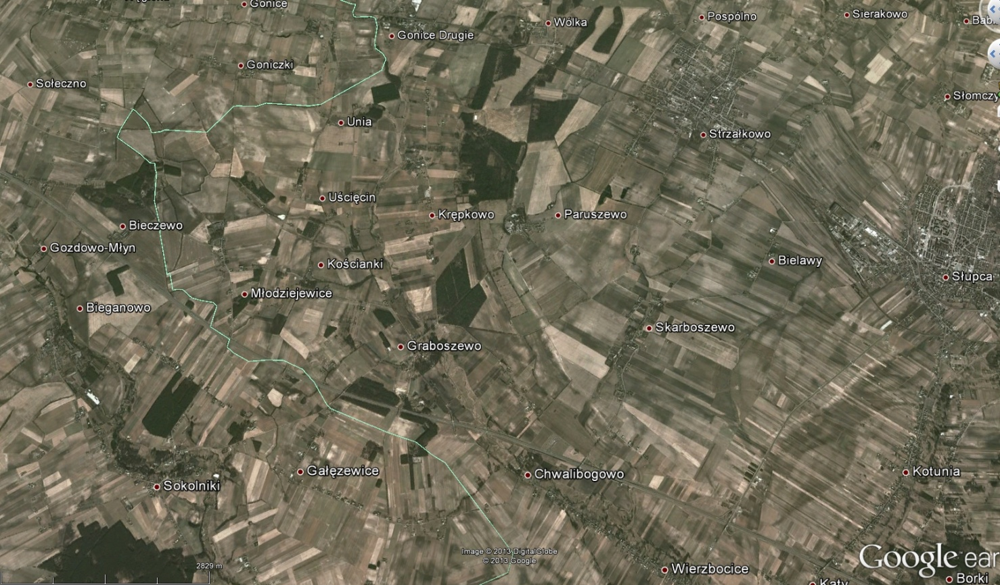 Gonice
Pospólno
Sierakowo
Bab
Wólka
Gonice Drugie
Goniczki
Sołeczno
Słomczy
Unia
Strzałkowo
Uścięcin
Krępkowo
Paruszewo
Bieczewo
Gozdowo-Młyn
Kościanki
Bielawy
Słupca
Młodziejewice
Bieganowo
Skarboszewo
Graboszewo
Gałęzewice
Chwalibogowo
Kotunia
Sokolniki
Image © 2013 DigitalGlobe
© 2013 Google
Google ear
2829 m
Wierzbocice
Borki